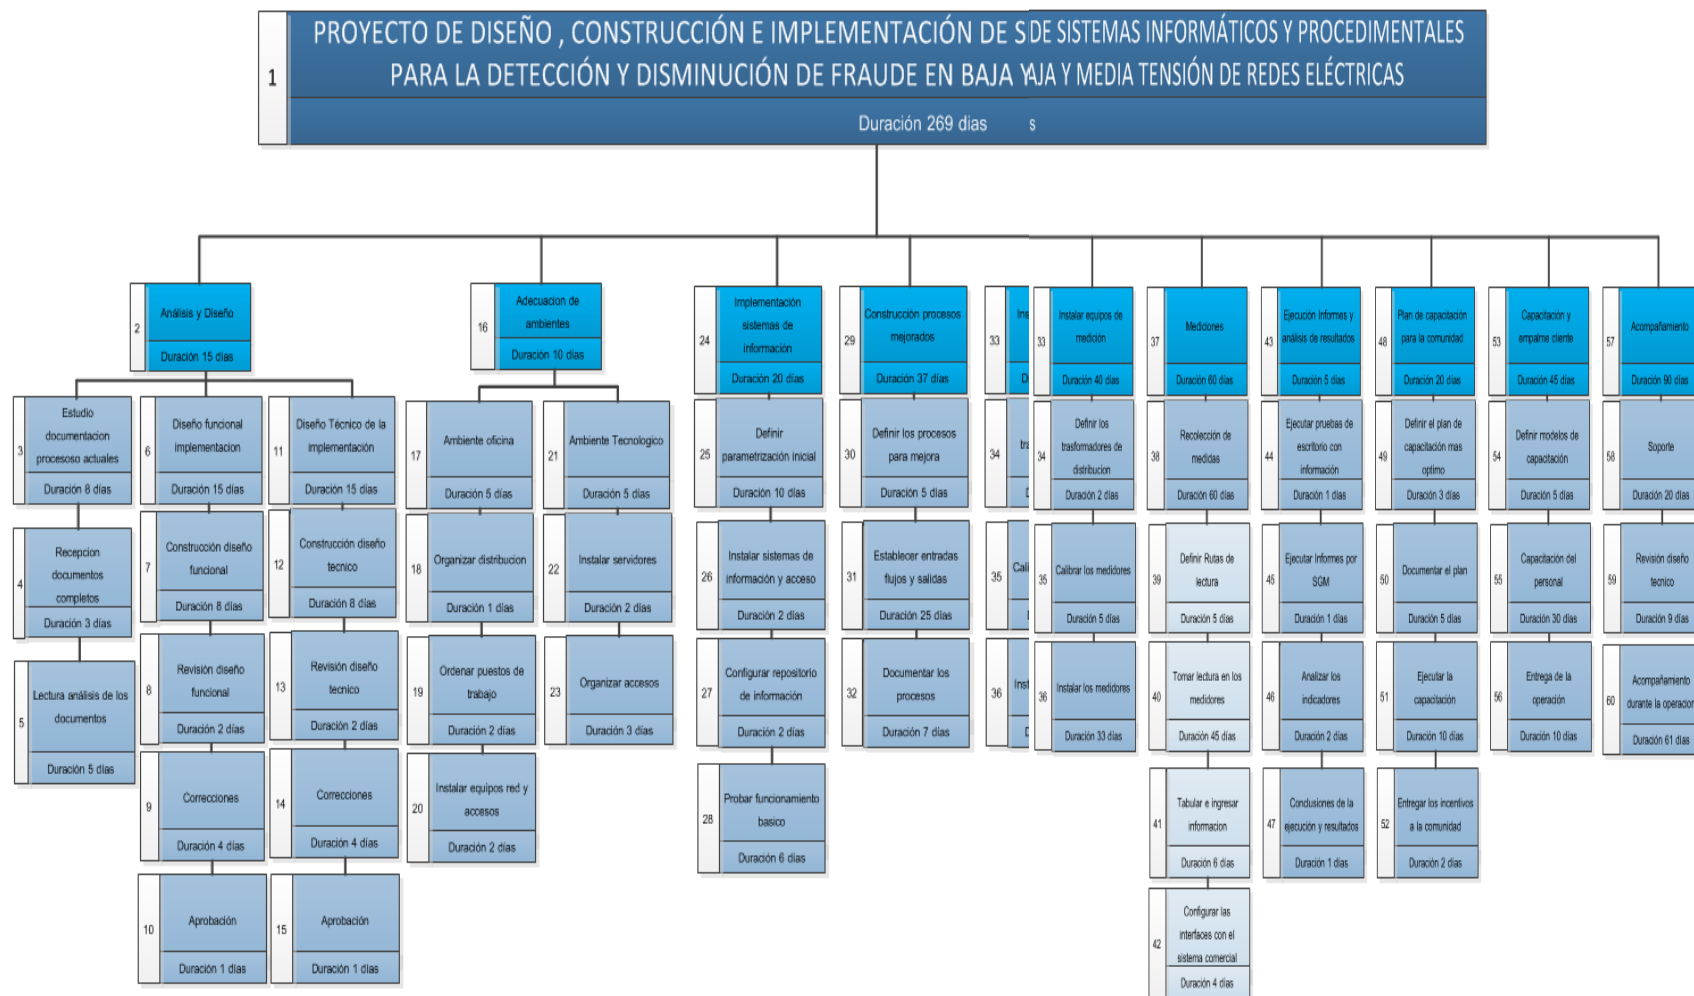 1
PROYECTO DE DISEÑO , CONSTRUCCIÓN E IMPLEMENTACIÓN DE S DE SISTEMAS INFORMÁTICOS Y PROCEDIMENTALES
PARA LA DETECCIÓN Y DISMINUCIÓN DE FRAUDE EN BAJA Y AJA Y MEDIA TENSIÓN DE REDES ELÉCTRICAS
Duración 269 dias s
2
Análisis y Diseño
Duración 15 días
3
Estudio
documentacion
procesoso actuales
Duración 8 días
4
Recepcion
documentos
completos
Duración 3 días
5
Lectura análisis de los
documentos
Duración 5 días
6
Diseño funcional
implementacion
Duración 15 días
7
Construcción diseño
funcional
Duración 8 días
8
Revisión diseño
funcional
Duración 2 días
9
Correcciones
Duración 4 días
10
Aprobación
Duración 1 días
11
Diseño Técnico de la
implementación
Duración 15 días
12
Construcción diseño
tecnico
Duración 8 días
13
Revisión diseño
tecnico
Duración 2 días
14
Correcciones
Duración 4 días
15
Aprobación
Duración 1 días
16
Adecuacion de
ambientes
Duración 10 días
17
Ambiente oficina
Duración 5 días
18
Organizar distribucion
Duración 1 días
19
Ordenar puestos de
trabajo
Duración 2 días
20
Instalar equipos red y
accesos
Duración 2 días
21
Ambiente Tecnologico
Duración 5 días
22
Instalar servidores
Duración 2 días
23
Organizar accesos
Duración 3 días
24
Implementación
sistemas de
información
Duración 20 días
25
Definir
parametrización inicial
Duración 10 días
26
Instalar sistemas de
información y acceso
Duración 2 días
27
Configurar repositorio
de información
Duración 2 días
28
Probar funcionamiento
basico
Duración 6 días
29
Construcción procesos
mejorados
Duración 37 días
30
Definir los procesos
para mejora
Duración 5 días
31
Establecer entradas
flujos y salidas
Duración 25 días
32
Documentar los
procesos
Duración 7 días
33
Ins
D
34
tra
D
35
Cali
D
36
Inst
D
33
Instalar equipos de
medición
Duración 40 días
34
Definir los
trasformadores de
distribucion
Duración 2 días
35
Calibrar los medidores
Duración 5 días
36
Instalar los medidores
Duración 33 días
37
Mediciones
Duración 60 días
38
Recolección de
medidas
Duración 60 días
39
Definir Rutas de
lectura
Duración 5 días
40
Tomar lectura en los
medidores
Duración 45 días
41
Tabular e ingresar
informacion
Duración 6 días
42
Configurar las
interfaces con el
sistema comercial
Duración 4 días
43
Ejecución Informes y
análisis de resultados
Duración 5 días
44
Ejecutar pruebas de
escritorio con
información
Duración 1 días
45
Ejecutar Informes por
SGM
Duración 1 días
46
Analizar los
indicadores
Duración 2 días
47
Conclusiones de la
ejecución y resultados
Duración 1 días
48
Plan de capacitación
para la comunidad
Duración 20 días
49
Definir el plan de
capacitación mas
optimo
Duración 3 días
50
Documentar el plan
Duración 5 días
51
Ejecutar la
capacitación
Duración 10 días
52
Entregar los incentivos
a la comunidad
Duración 2 días
53
Capacitación y
empalme cliente
Duración 45 días
54
Definir modelos de
capacitación
Duración 5 días
55
Capacitación del
personal
Duración 30 días
56
Entrega de la
operación
Duración 10 días
57
Acompañamiento
Duración 90 días
58
Soporte
Duración 20 días
59
Revisión diseño
tecnico
Duración 9 días
60
Acompañamiento
durante la operacion
Duración 61 días